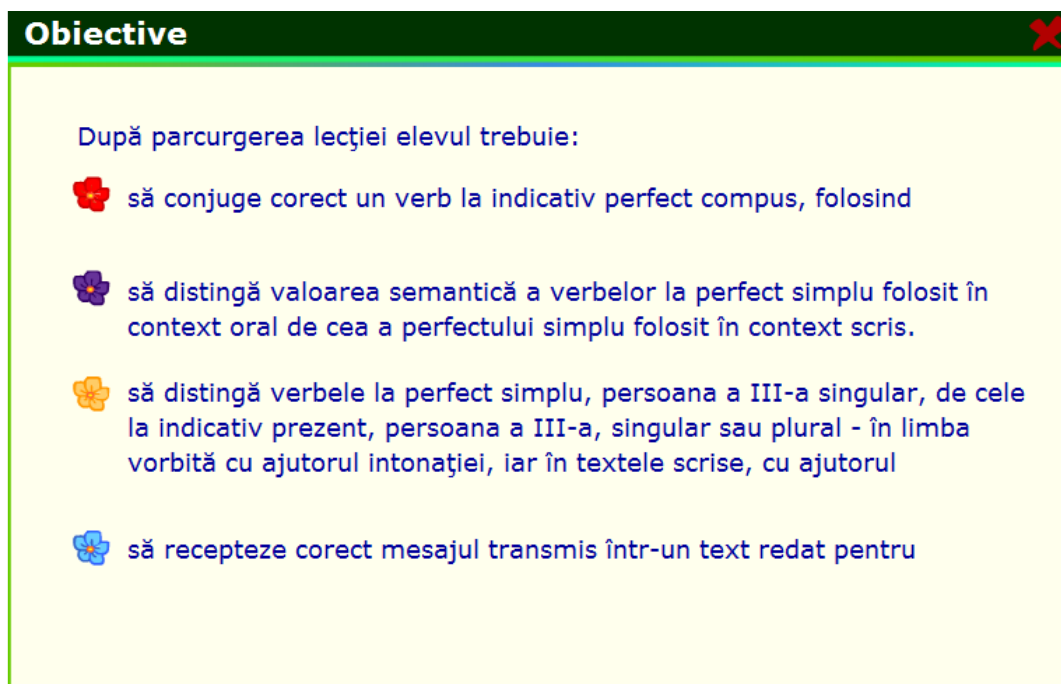 Obiective
După parcurgerea lecţiei elevul trebuie:
să conjuge corect un verb la indicativ perfect compus, folosind
să distingă valoarea semantică a verbelor la perfect simplu folosit în
context oral de cea a perfectului simplu folosit în context scris.
să distingă verbele la perfect simplu, persoana a III-a singular, de cele
la indicativ prezent, persoana a III-a, singular sau plural - în limba
vorbită cu ajutorul intonaţiei, iar în textele scrise, cu ajutorul
să recepteze corect mesajul transmis într-un text redat pentru